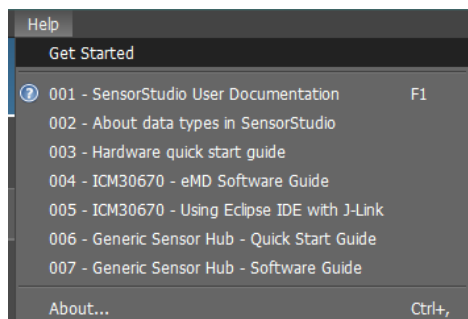 Help
Get Started
001 - SensorStudio User Documentation F1
002 - About data types in SensorStudio
003 - Hardware quick start guide
004 - ICM30670 - eMD Software Guide
005 - ICM30670 - Using Eclipse IDE with J-Link
006 - Generic Sensor Hub - Quick Start Guide
007 - Generic Sensor Hub - Software Guide
About... Ctrl+,